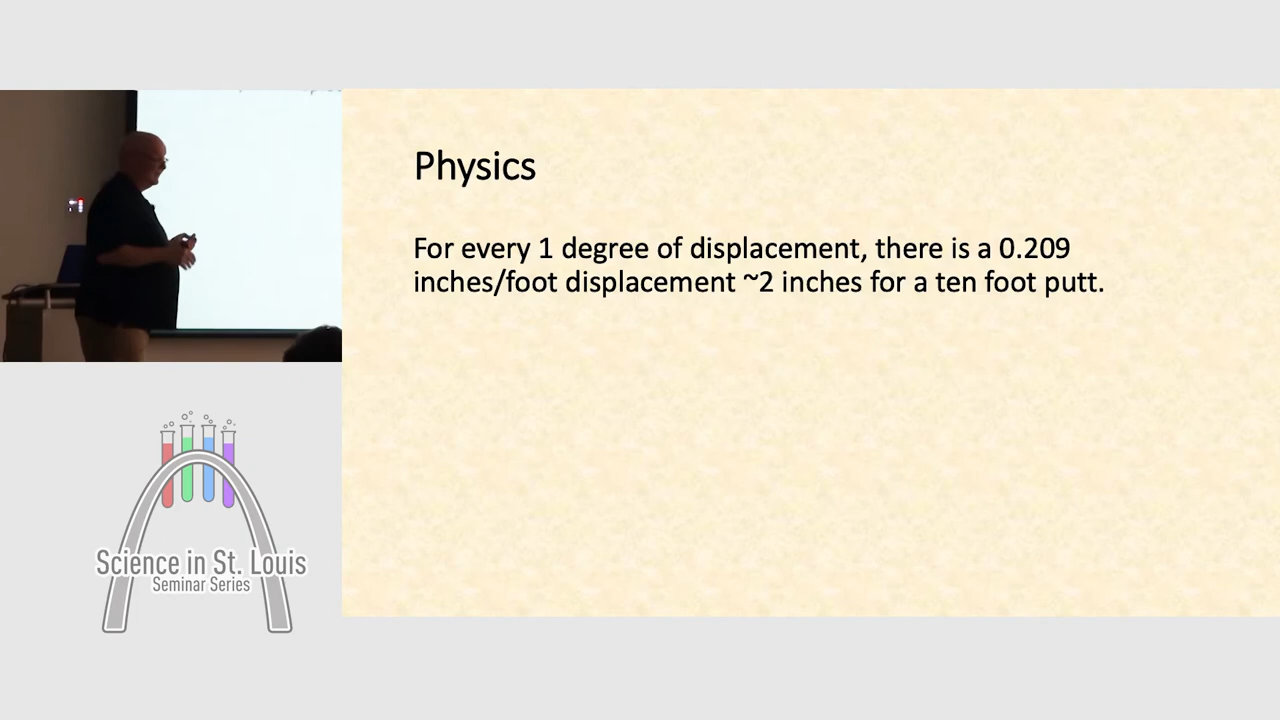 Physics
For every 1 degree of displacement, there is a 0.209
inches/foot displacement ~2 inches for a ten foot putt.
Science in St. Louis
Seminar Series